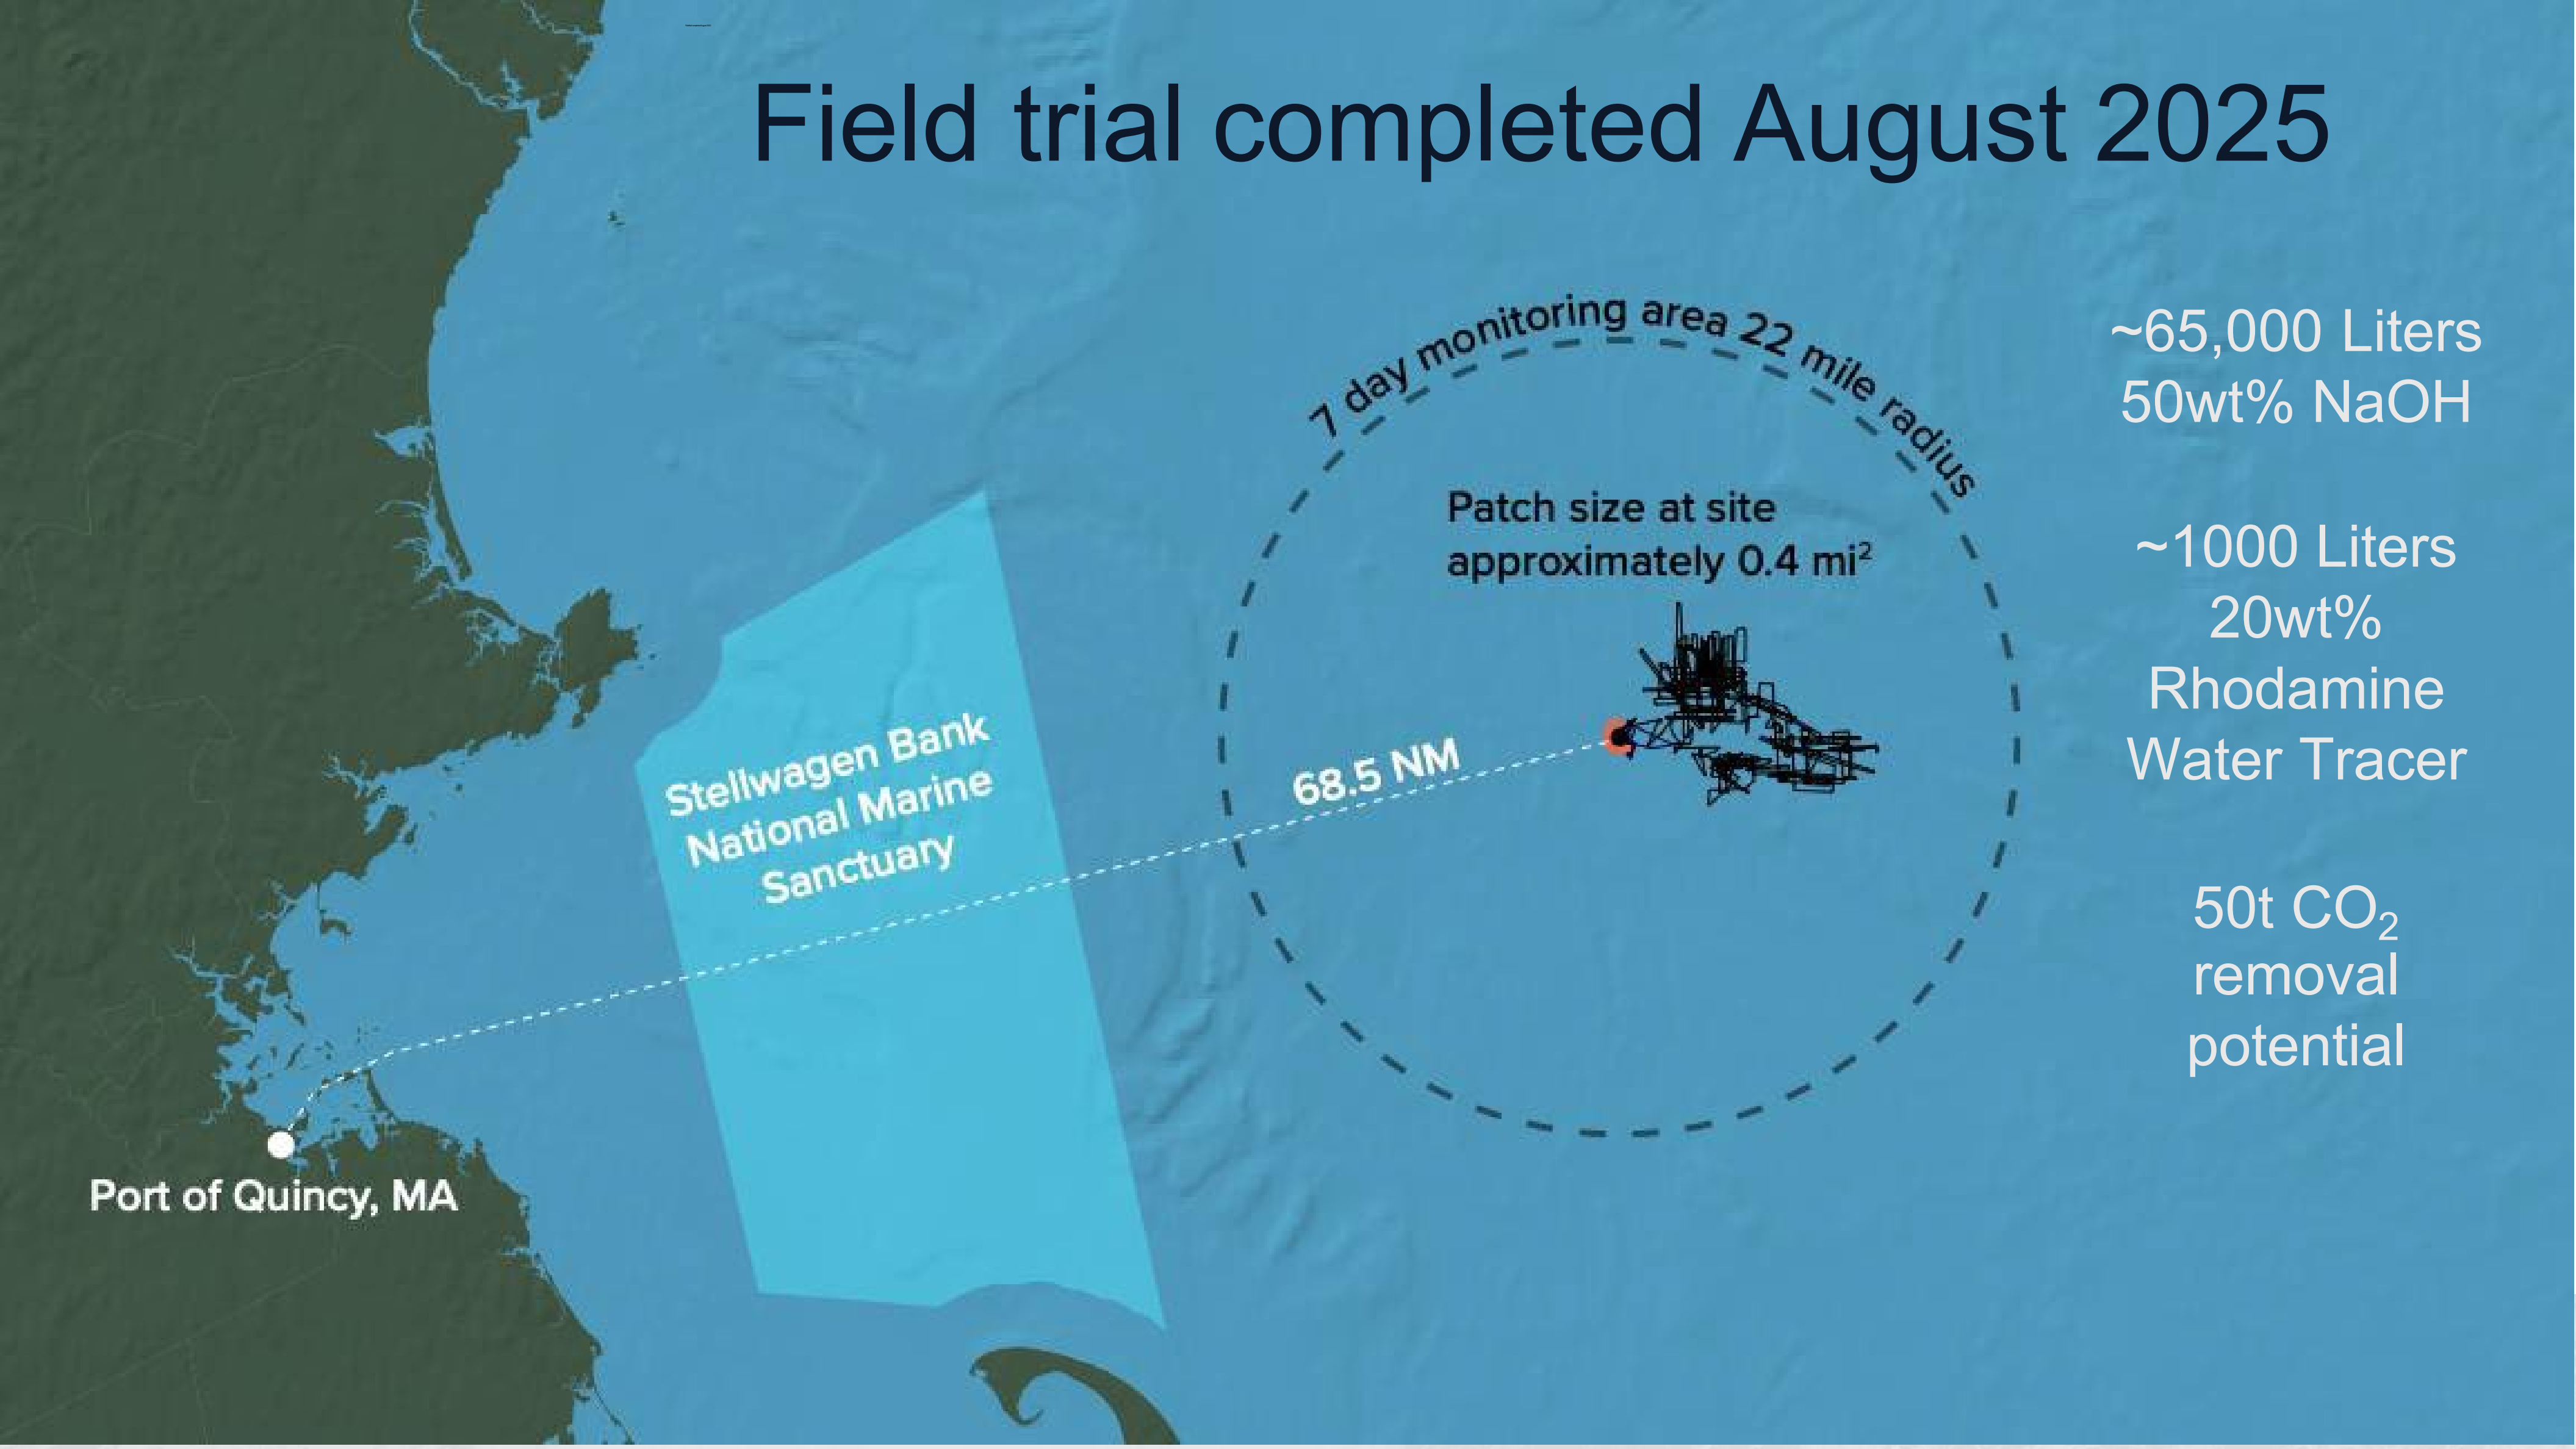 Field trial completed August 2025
7 day monitoring area 22 mile radius
Patch size at site
approximately 0.4 mi²
68.5 NM
Stellwagen Bank
National Marine
Sanctuary
Port of Quincy, MA
~65,000 Liters
50wt% NaOH
~1000 Liters
20wt%
Rhodamine
Water Tracer
50t CO₂
removal
potential